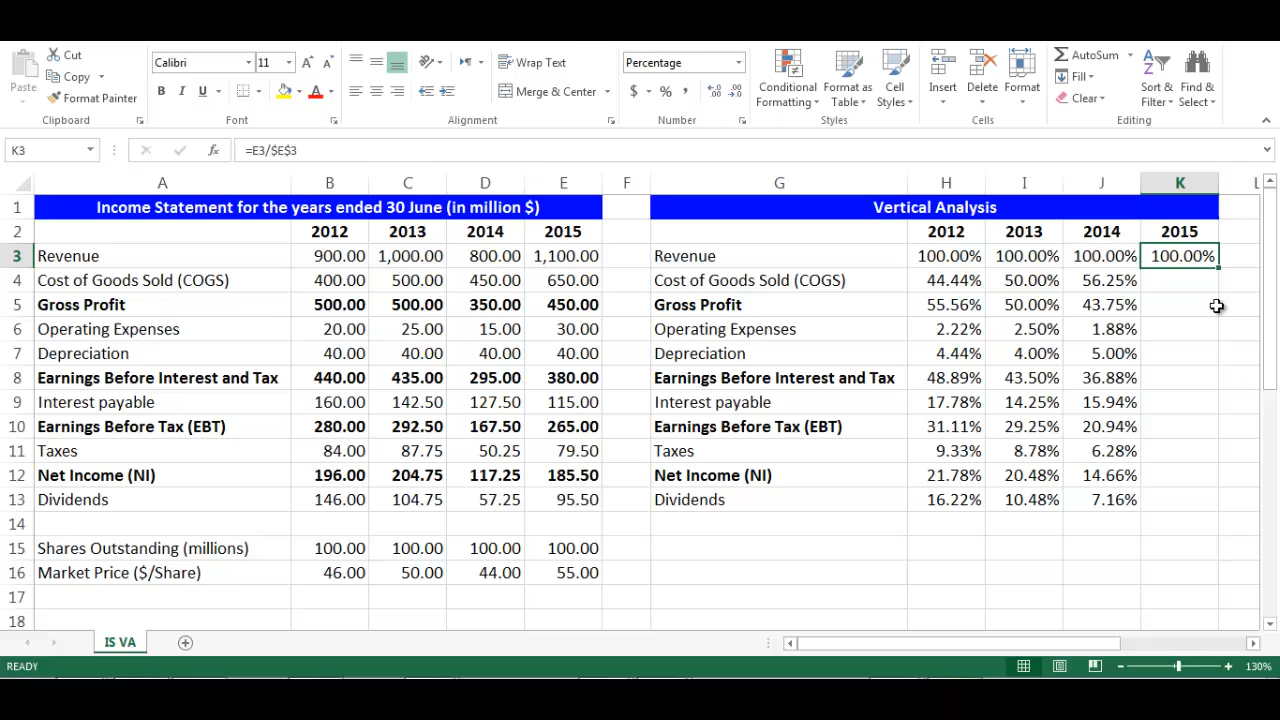 Cut
Copy
Paste
Format Painter
Clipboard
Calibri 11
B I U A
Font
Wrap Text
Merge & Center
Alignment
Percentage
$ %
Number
Conditional Formatting
Format as Table
Cell Styles
Styles
Insert
Delete
Format
Cells
AutoSum
Fill
Clear
Sort & Filter
Find & Select
Editing
K3 fx =E3/$E$3
A B C D E F G H I J K L
1 Income Statement for the years ended 30 June (in million $) Vertical Analysis
2 2012 2013 2014 2015 2012 2013 2014 2015
3 Revenue 900.00 1,000.00 800.00 1,100.00 Revenue 100.00% 100.00% 100.00% 100.00%
4 Cost of Goods Sold (COGS) 400.00 500.00 450.00 650.00 Cost of Goods Sold (COGS) 44.44% 50.00% 56.25%
5 Gross Profit 500.00 500.00 350.00 450.00 Gross Profit 55.56% 50.00% 43.75%
6 Operating Expenses 20.00 25.00 15.00 30.00 Operating Expenses 2.22% 2.50% 1.88%
7 Depreciation 40.00 40.00 40.00 40.00 Depreciation 4.44% 4.00% 5.00%
8 Earnings Before Interest and Tax 440.00 435.00 295.00 380.00 Earnings Before Interest and Tax 48.89% 43.50% 36.88%
9 Interest payable 160.00 142.50 127.50 115.00 Interest payable 17.78% 14.25% 15.94%
10 Earnings Before Tax (EBT) 280.00 292.50 167.50 265.00 Earnings Before Tax (EBT) 31.11% 29.25% 20.94%
11 Taxes 84.00 87.75 50.25 79.50 Taxes 9.33% 8.78% 6.28%
12 Net Income (NI) 196.00 204.75 117.25 185.50 Net Income (NI) 21.78% 20.48% 14.66%
13 Dividends 146.00 104.75 57.25 95.50 Dividends 16.22% 10.48% 7.16%
14
15 Shares Outstanding (millions) 100.00 100.00 100.00 100.00
16 Market Price ($/Share) 46.00 50.00 44.00 55.00
17
18
IS VA
READY 130%